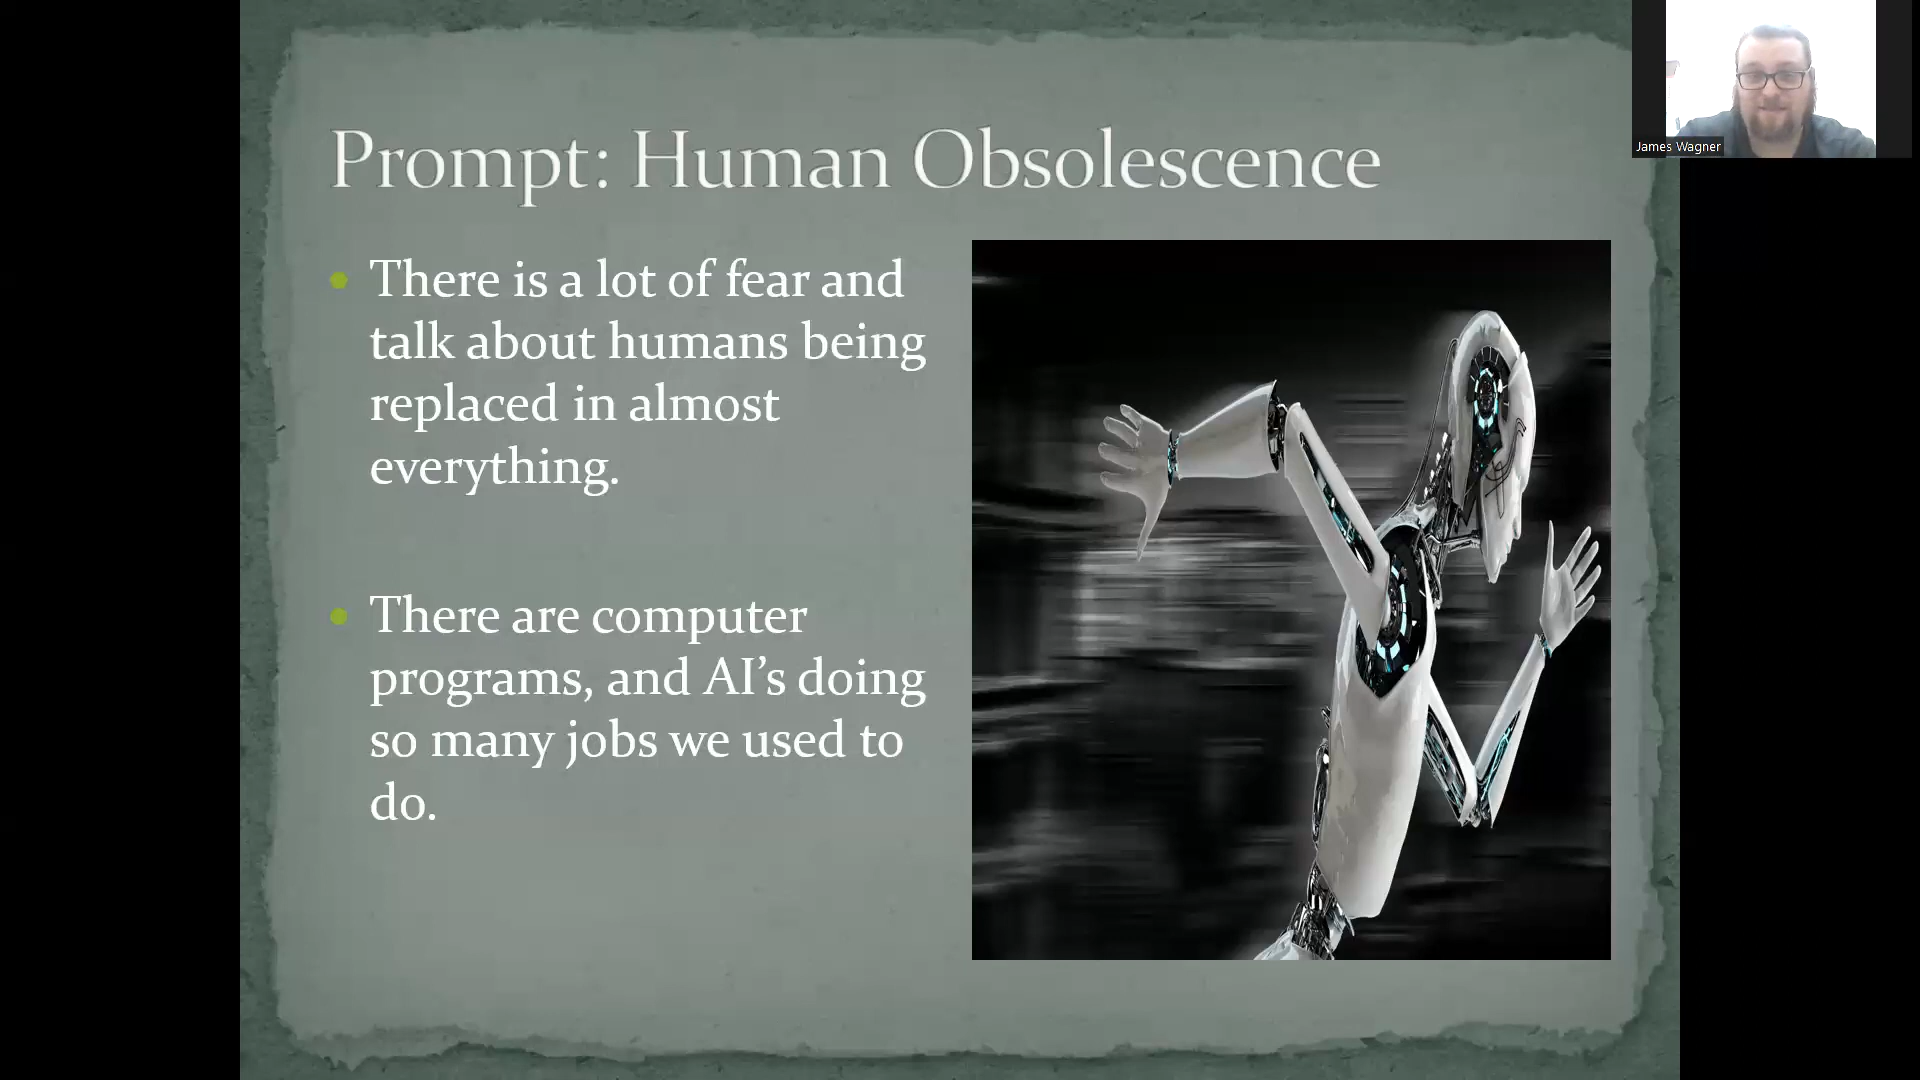 Prompt: Human Obsolescence
There is a lot of fear and
talk about humans being
replaced in almost
everything.
There are computer
programs, and AI’s doing
so many jobs we used to
do.
James Wagner